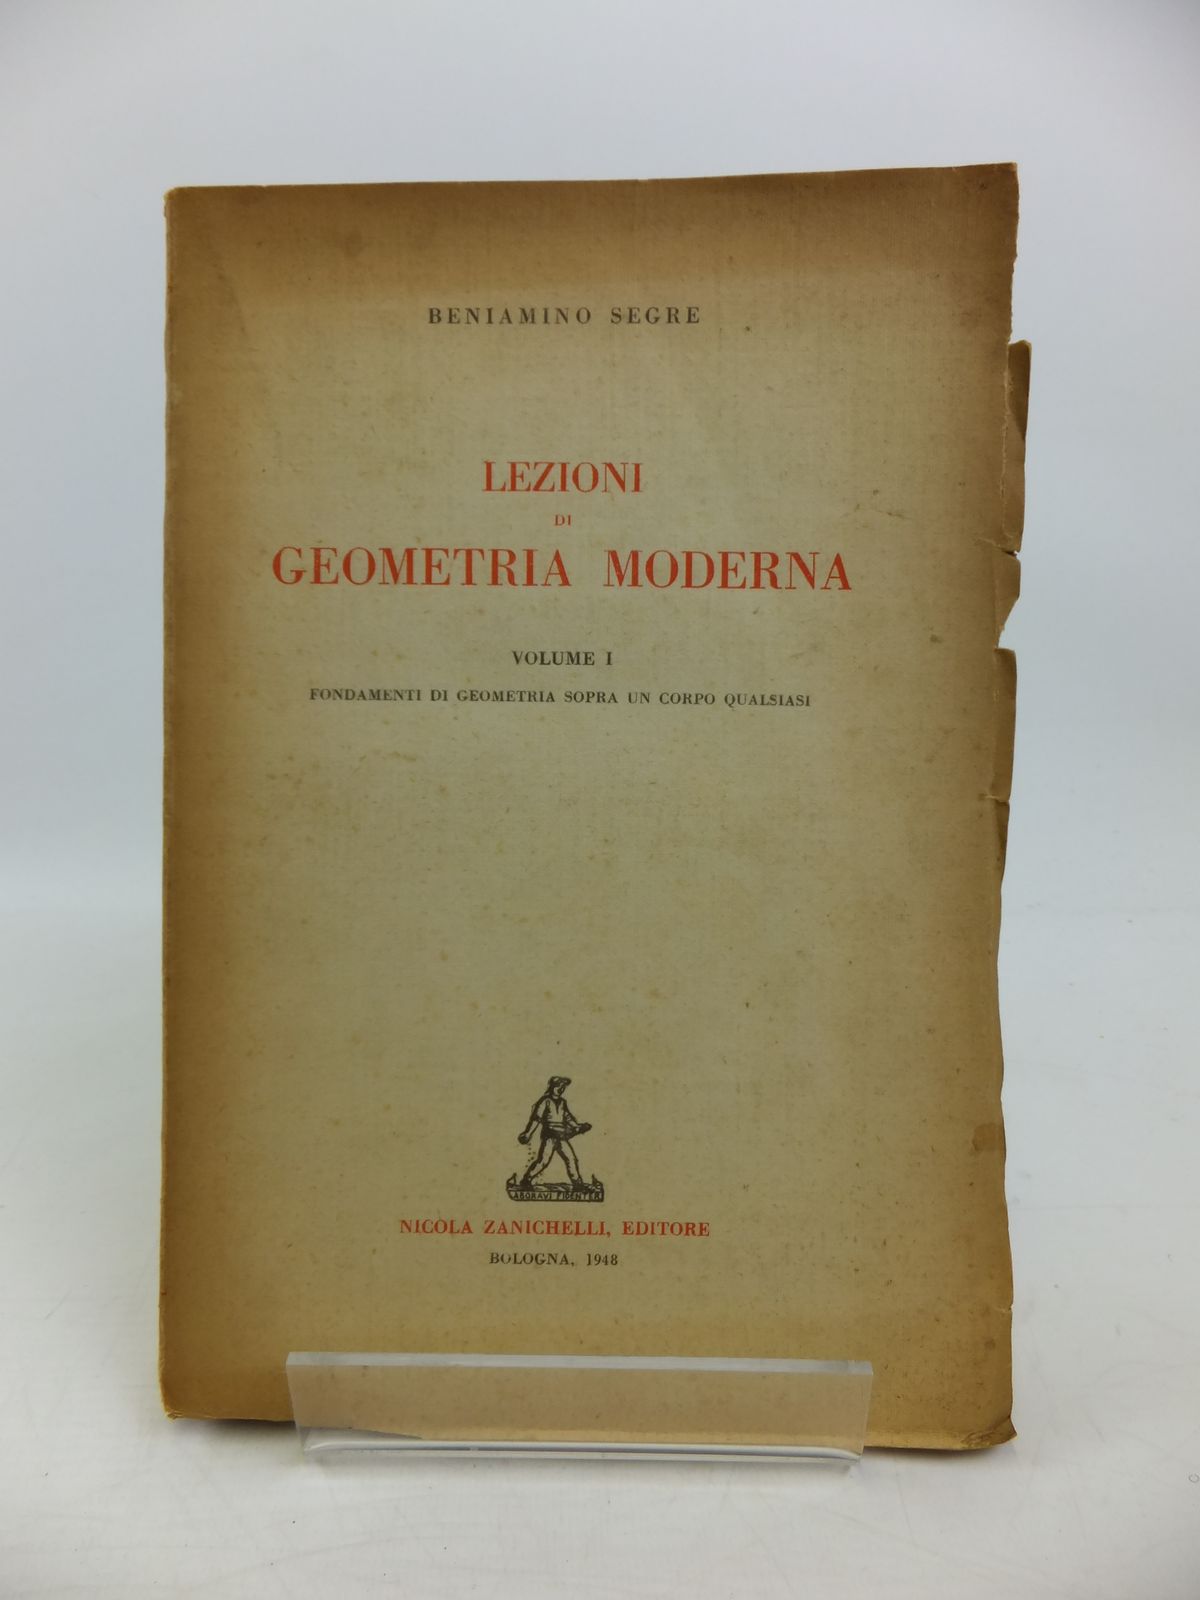 BENIAMINO SEGRE
LEZIONI
DI
GEOMETRIA MODERNA
VOLUME I
FONDAMENTI DI GEOMETRIA SOPRA UN CORPO QUALSIASI
LABORAVI FIDENTER
NICOLA ZANICHELLI, EDITORE
BOLOGNA, 1948